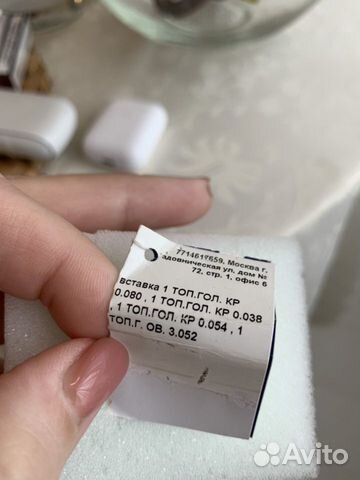 7714617659, Москва г.
адовническая ул, дом №
72, стр. 1, офис 6
вставка 1 ТОП.ГОЛ. КР
0.080 , 1 ТОП.ГОЛ. КР 0.038
, 1 ТОП.ГОЛ. КР 0.054 , 1
ТОП.Г. ОВ. 3.052
Avito